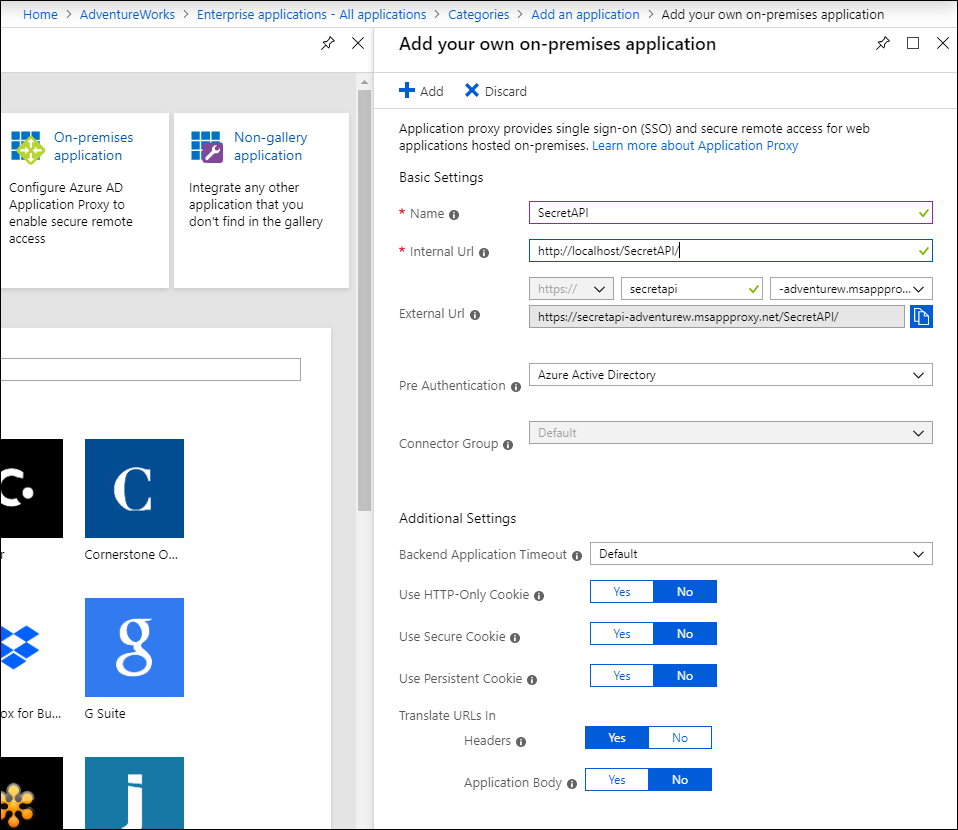 Home > AdventureWorks > Enterprise applications - All applications > Categories > Add an application > Add your own on-premises application
On-premises
application
Configure Azure AD
Application Proxy to
enable secure remote
access
Non-gallery
application
Integrate any other
application that you
don't find in the gallery
c.
r
C
Cornerstone O...
ox for Bu...
g
G Suite
j
Add your own on-premises application
Add
Discard
Application proxy provides single sign-on (SSO) and secure remote access for web
applications hosted on-premises. Learn more about Application Proxy
Basic Settings
* Name
SecretAPI
* Internal Url
http://localhost/SecretAPI/
https://
secretapi
-adventurew.msapppro...
External Url
https://secretapi-adventurew.msappproxy.net/SecretAPI/
Pre Authentication
Azure Active Directory
Connector Group
Default
Additional Settings
Backend Application Timeout
Default
Use HTTP-Only Cookie
Yes No
Use Secure Cookie
Yes No
Use Persistent Cookie
Yes No
Translate URLs In
Headers
Yes No
Application Body
Yes No